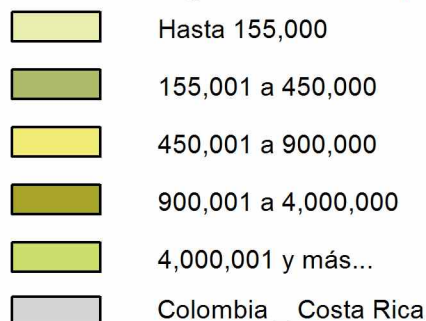 Hasta 155,000
155,001 a 450,000
450,001 a 900,000
900,001 a 4,000,000
4,000,001 y más...
Colombia _ Costa Rica